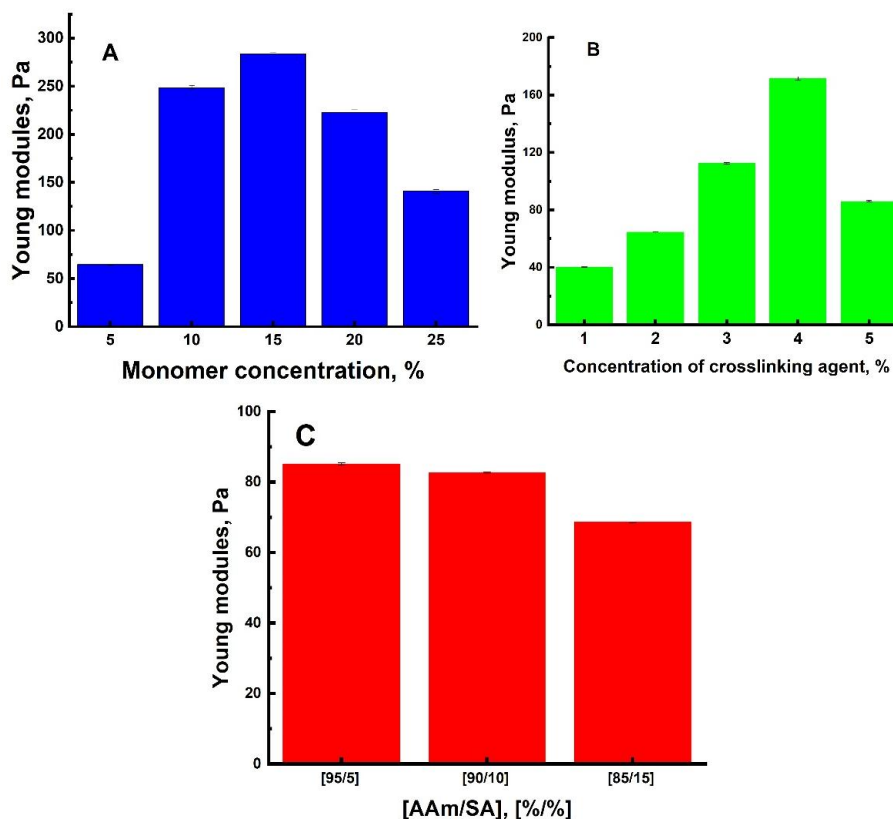 A
Young modules, Pa
300
250
200
150
100
50
0
5 10 15 20 25
Monomer concentration, %
B
Young modulus, Pa
200
160
120
80
40
0
1 2 3 4 5
Concentration of crosslinking agent, %
C
Young modules, Pa
100
80
60
40
20
0
[95/5] [90/10] [85/15]
[AAm/SA], [%/%]